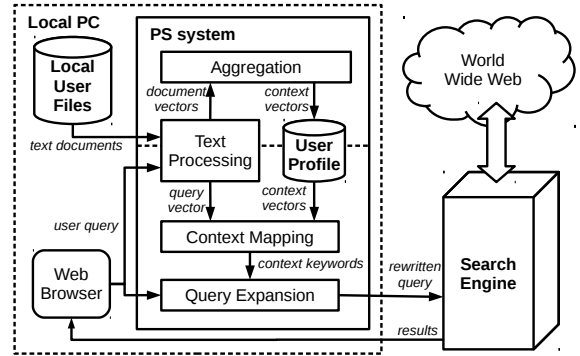 Local PC
PS system
World
Wide Web
Local
User
Files
Aggregation
document
vectors
context
vectors
text documents
Text
Processing
User
Profile
query
vector
context
vectors
user query
Context Mapping
context keywords
Web
Browser
Query Expansion
rewritten
query
Search
Engine
results